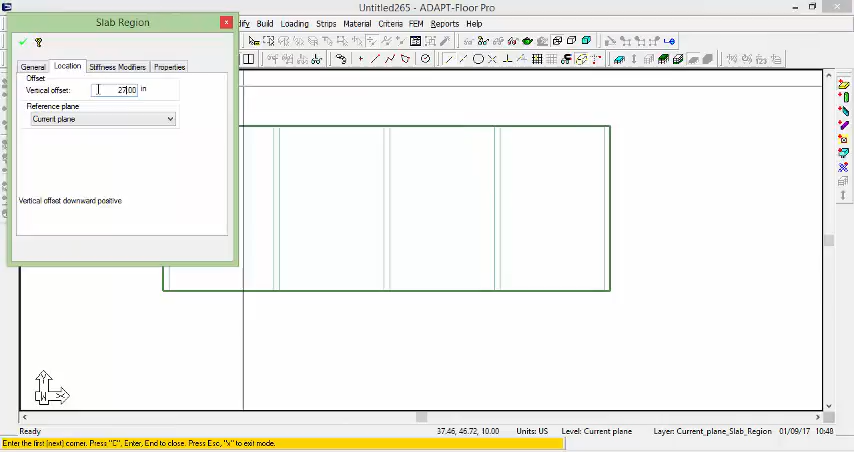 Untitled265 - ADAPT-Floor Pro
Slab Region
Build Loading Strips Material Criteria FEM Reports Help
General Location Stiffness Modifiers Properties
Offset
Vertical offset: 27.00 in
Reference plane
Current plane
Vertical offset downward positive
Y
W X
Ready
37.46, 46.72, 10.00 Units: US Level: Current plane Layer: Current_plane_Slab_Region 01/09/17 10:48
Enter the first (next) corner. Press "C", Enter, End to close. Press Esc, "x" to exit mode.